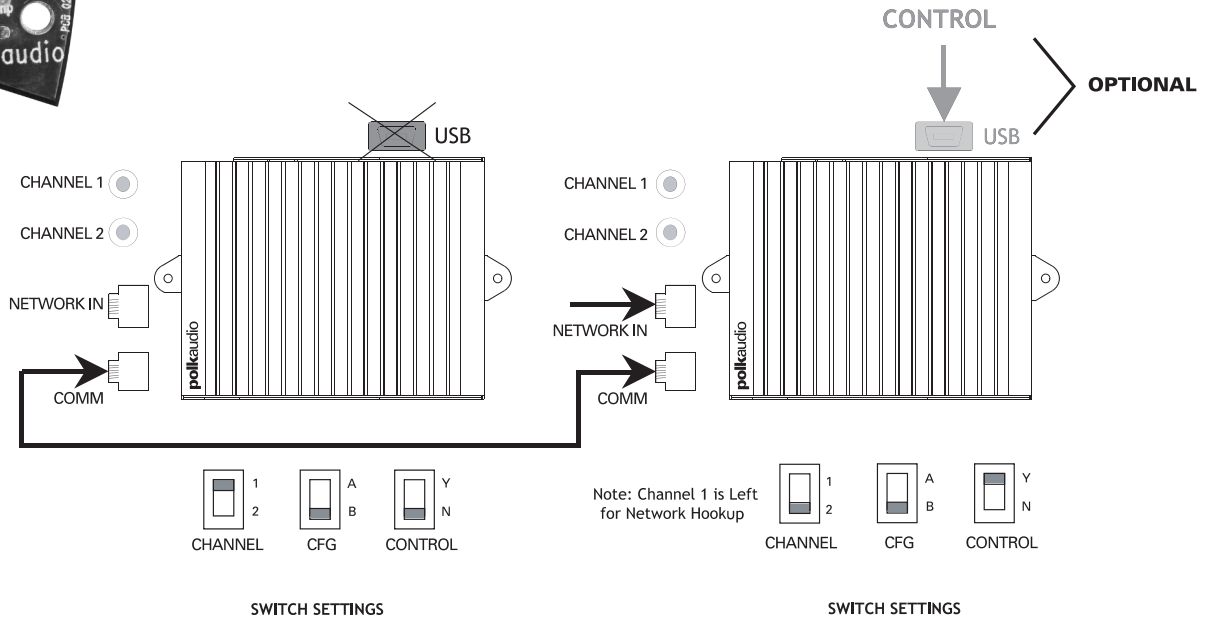 audio
CONTROL
OPTIONAL
USB
USB
CHANNEL 1
CHANNEL 2
NETWORK IN
COMM
polkaudio
CHANNEL 1
CHANNEL 2
NETWORK IN
COMM
polkaudio
1
2
CHANNEL
A
B
CFG
Y
N
CONTROL
Note: Channel 1 is Left
for Network Hookup
1
2
CHANNEL
A
B
CFG
Y
N
CONTROL
SWITCH SETTINGS
SWITCH SETTINGS